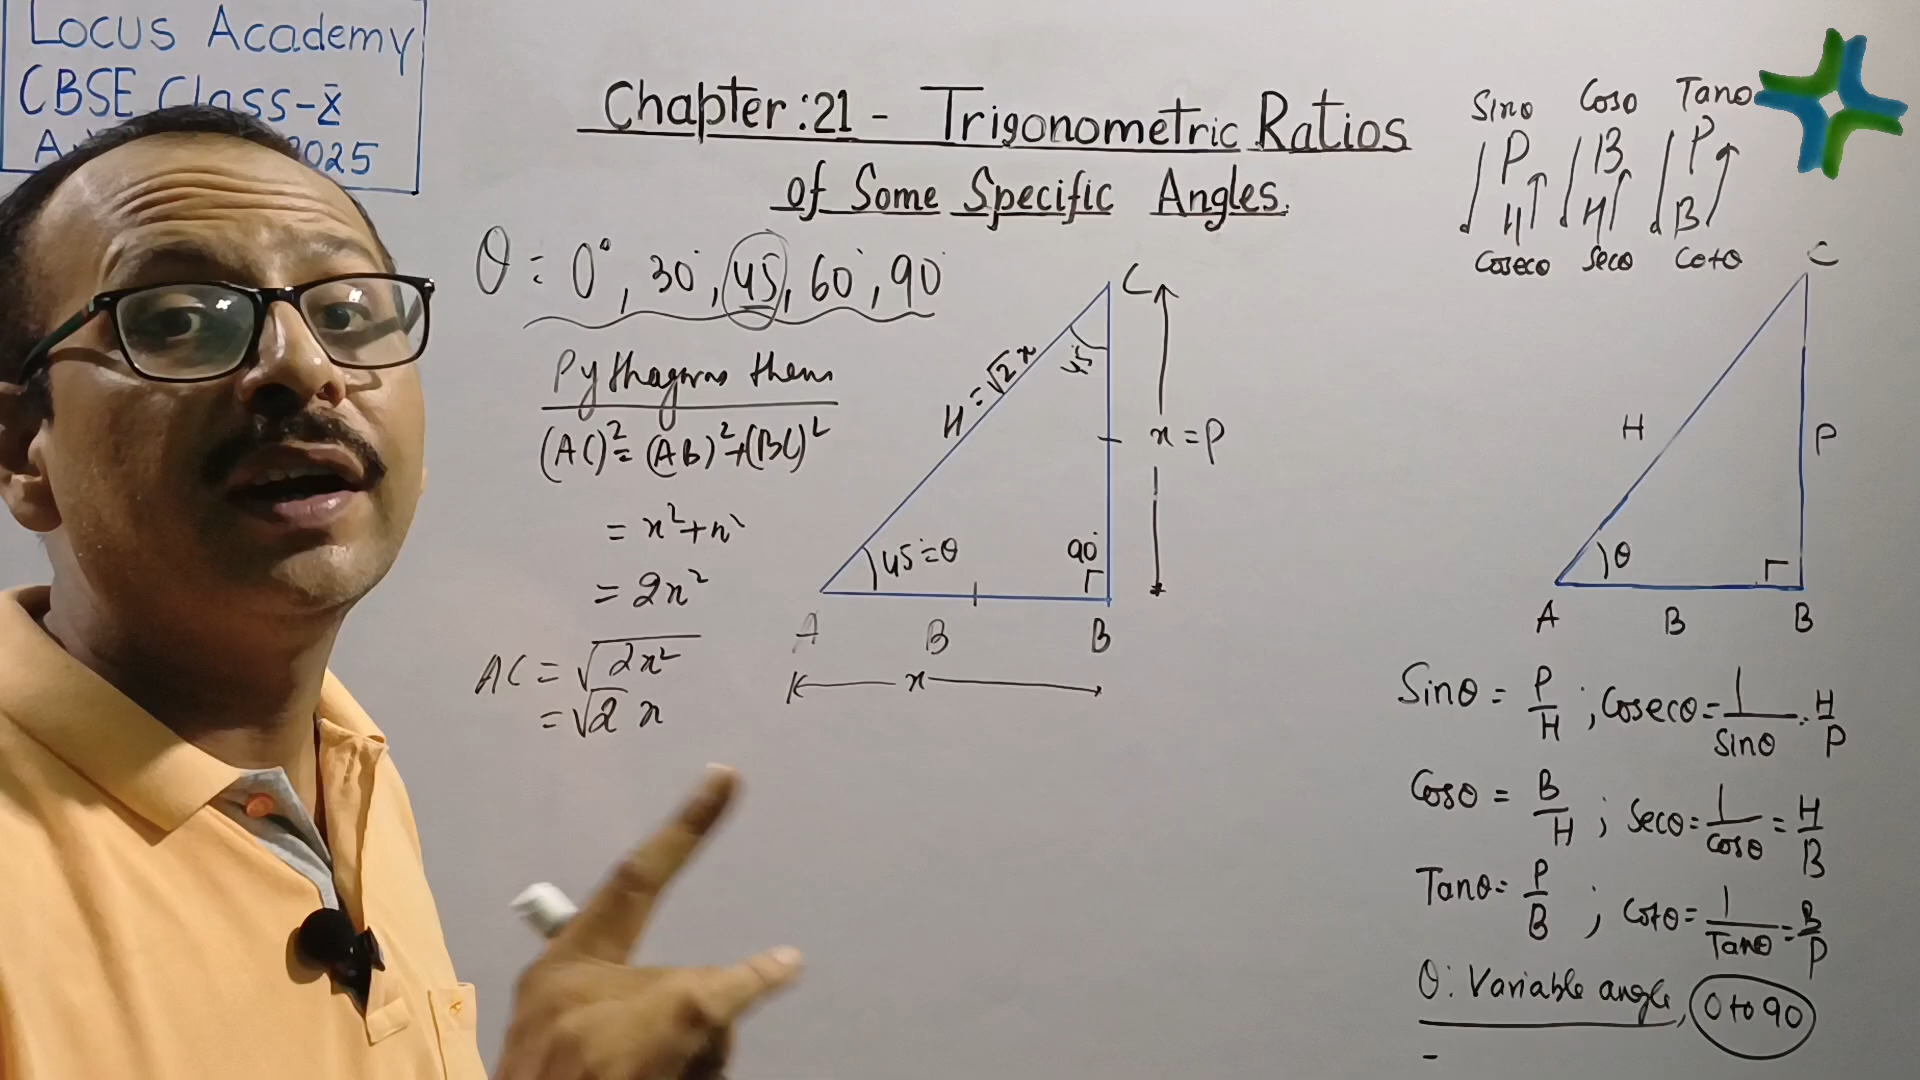 Locus Academy
CBSE Class-X
2025
Chapter:21 - Trigonometric Ratios
of Some Specific Angles.
θ = 0°, 30°, 45°, 60°, 90°
Pythagoras
(AC)² = (AB)² + (BC)²
= x² + x²
= 2x²
AC = √2x²
= √2 x
C
45°
H = √2 x
x = P
45° = θ
90°
A B B
x
Sinθ Cosθ Tanθ
P B P
H H B
Cosecθ Secθ Cotθ
C
H
P
θ
A B B
Sinθ = P/H ; Cosecθ = 1/Sinθ = H/P
Cosθ = B/H ; Secθ = 1/Cosθ = H/B
Tanθ = P/B ; Cotθ = 1/Tanθ = B/P
θ: Variable angle, 0 to 90